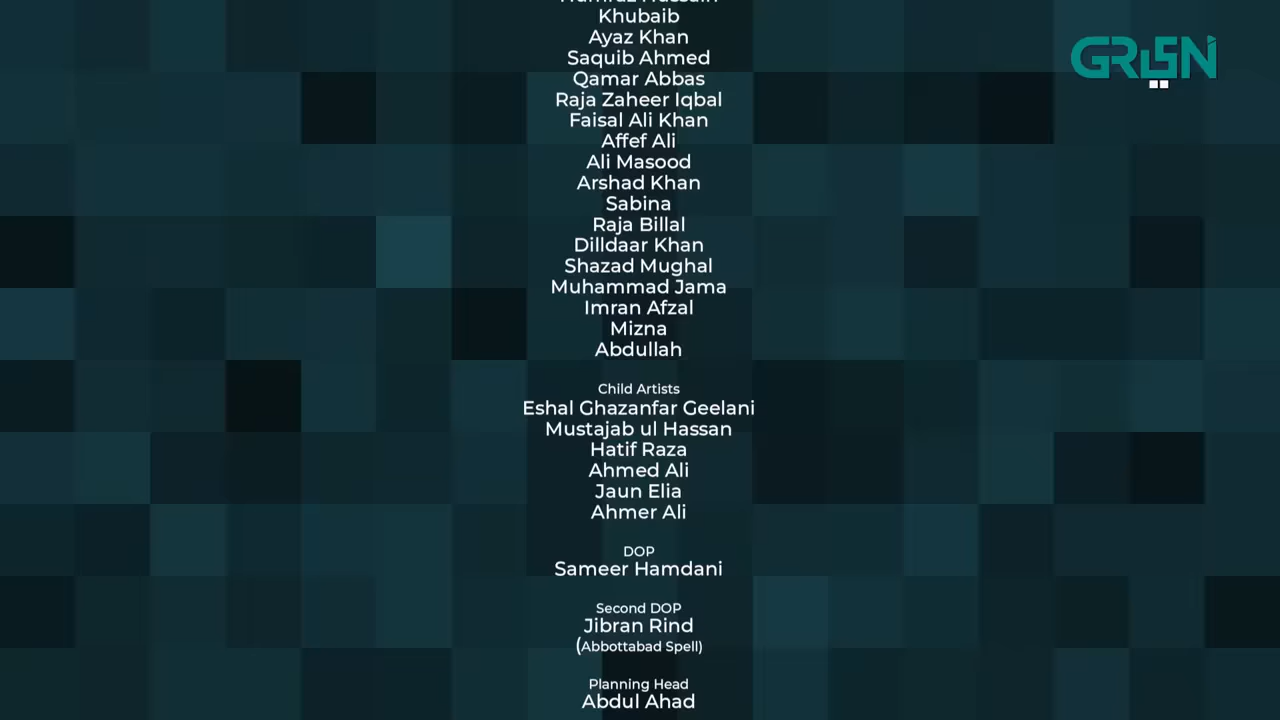 Khubaib
Ayaz Khan
Saquib Ahmed
Qamar Abbas
Raja Zaheer Iqbal
Faisal Ali Khan
Affef Ali
Ali Masood
Arshad Khan
Sabina
Raja Billal
Dilldaar Khan
Shazad Mughal
Muhammad Jama
Imran Afzal
Mizna
Abdullah
Child Artists
Eshal Ghazanfar Geelani
Mustajab ul Hassan
Hatif Raza
Ahmed Ali
Jaun Elia
Ahmer Ali
DOP
Sameer Hamdani
Second DOP
Jibran Rind
(Abbottabad Spell)
Planning Head
Abdul Ahad